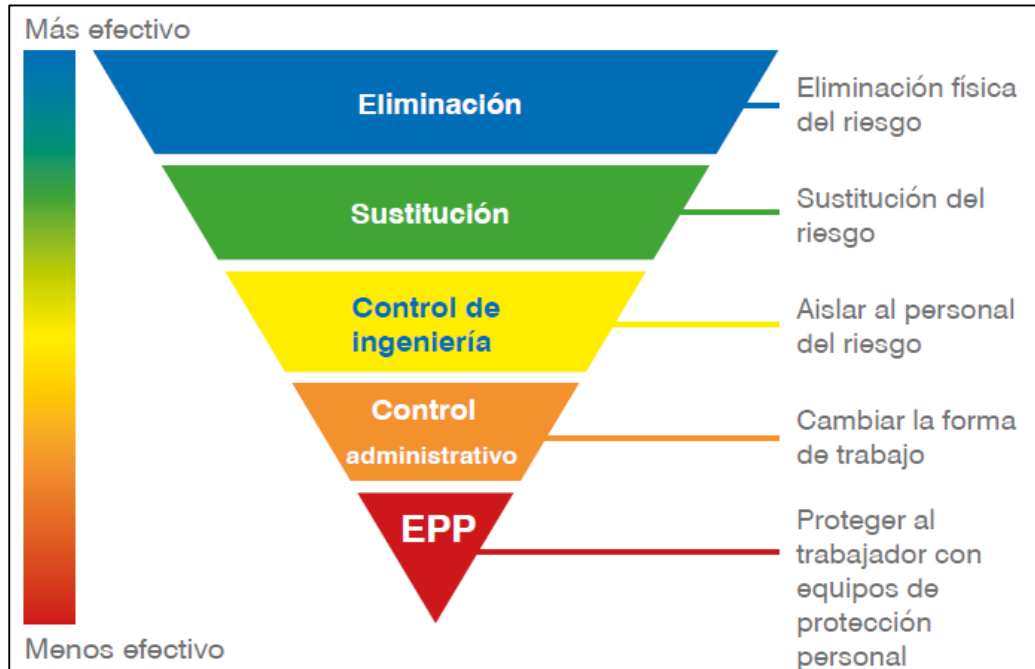 Más efectivo
Eliminación
Eliminación física
del riesgo
Sustitución
Sustitución del
riesgo
Control de
ingeniería
Aislar al personal
del riesgo
Control
administrativo
Cambiar la forma
de trabajo
EPP
Proteger al
trabajador con
equipos de
protección
personal
Menos efectivo